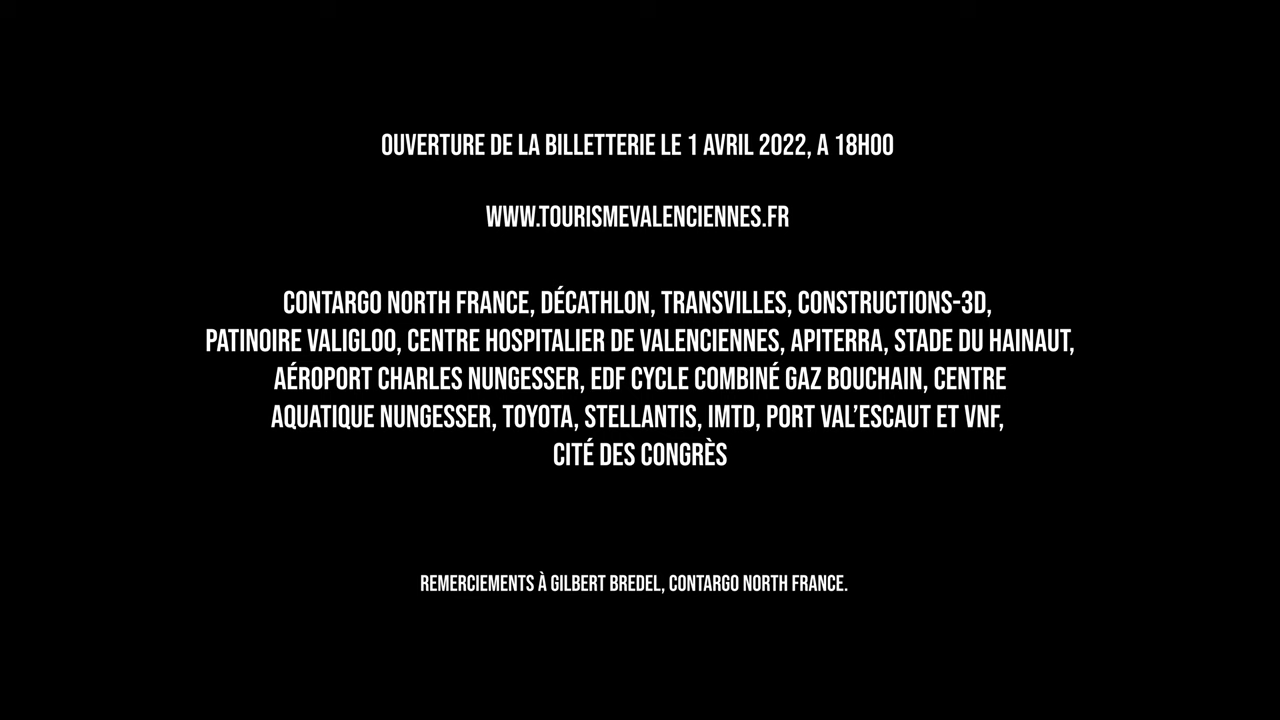 OUVERTURE DE LA BILLETTERIE LE 1 AVRIL 2022, A 18H00
WWW.TOURISMEVALENCIENNES.FR
CONTARGO NORTH FRANCE, DÉCATHLON, TRANSVILLES, CONSTRUCTIONS-3D,
PATINOIRE VALIGLOO, CENTRE HOSPITALIER DE VALENCIENNES, APITERRA, STADE DU HAINAUT,
AÉROPORT CHARLES NUNGESSER, EDF CYCLE COMBINÉ GAZ BOUCHAIN, CENTRE
AQUATIQUE NUNGESSER, TOYOTA, STELLANTIS, IMTD, PORT VAL’ESCAUT ET VNF,
CITÉ DES CONGRÈS
REMERCIEMENTS À GILBERT BREDEL, CONTARGO NORTH FRANCE.